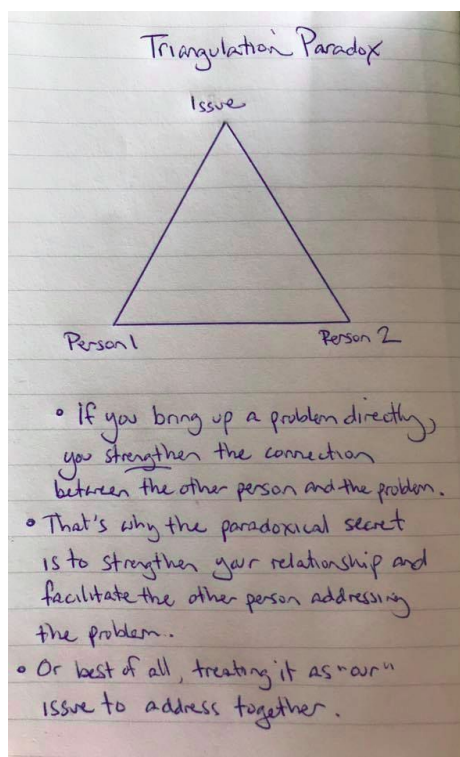 Triangulation Paradox
Issue
Person 1
Person 2
• If you bring up a problem directly,
you strengthen the connection
between the other person and the problem.
• That's why the paradoxical secret
is to strengthen your relationship and
facilitate the other person addressing
the problem..
• Or best of all, treating it as "our"
issue to address together.